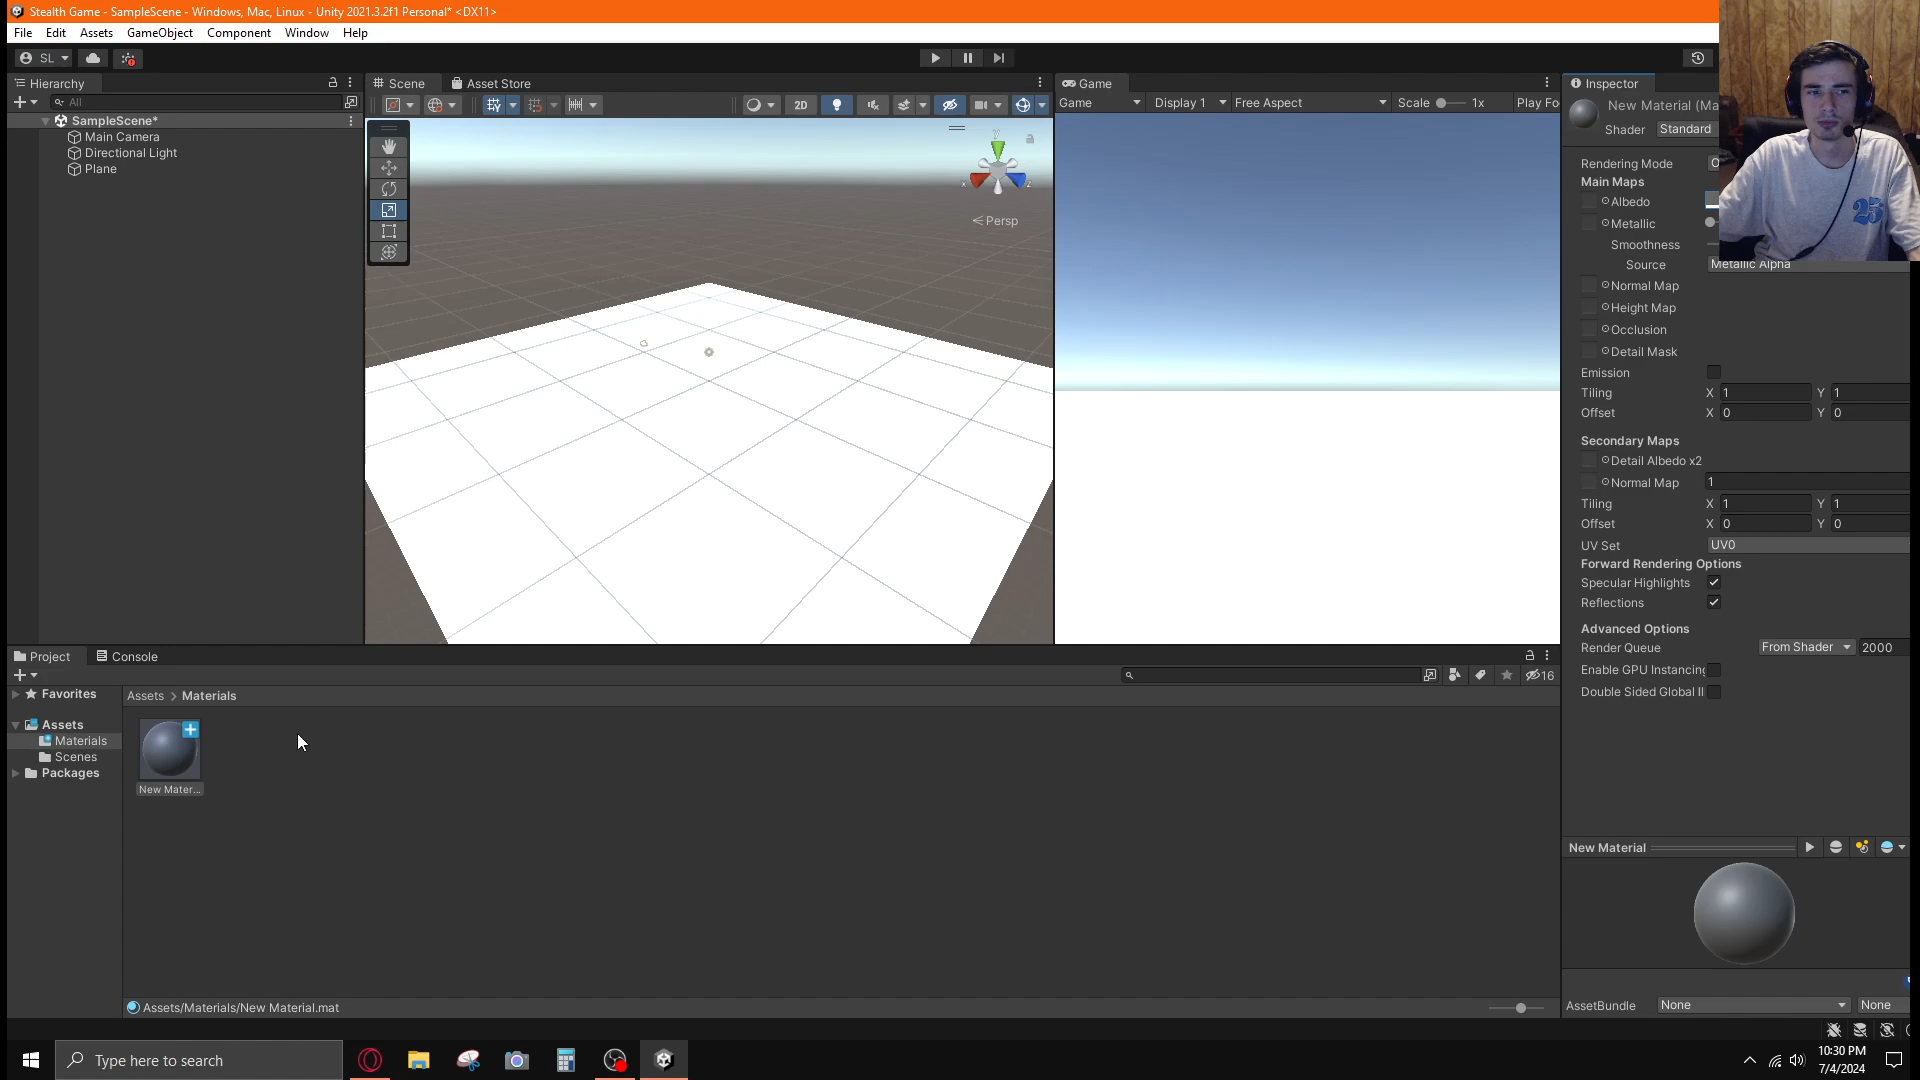 Stealth Game - SampleScene - Windows, Mac, Linux - Unity 2021.3.2f1 Personal* <DX11>
File Edit Assets GameObject Component Window Help
SL
Hierarchy
All
SampleScene*
Main Camera
Directional Light
Plane
Scene Asset Store
2D
y
x z
Persp
Game
Game Display 1 Free Aspect Scale 1x Play Fo
Inspector
New Material (Ma
Shader Standard
Rendering Mode O
Main Maps
Albedo
Metallic
Smoothness
Source Metallic Alpha
Normal Map
Height Map
Occlusion
Detail Mask
Emission
Tiling X 1 Y 1
Offset X 0 Y 0
Secondary Maps
Detail Albedo x2
Normal Map 1
Tiling X 1 Y 1
Offset X 0 Y 0
UV Set UV0
Forward Rendering Options
Specular Highlights
Reflections
Advanced Options
Render Queue From Shader 2000
Enable GPU Instancing
Double Sided Global Il
25
Project Console
16
Favorites
Assets
Materials
Scenes
Packages
Assets > Materials
New Mater...
Assets/Materials/New Material.mat
New Material
AssetBundle None None
Type here to search
10:30 PM
7/4/2024